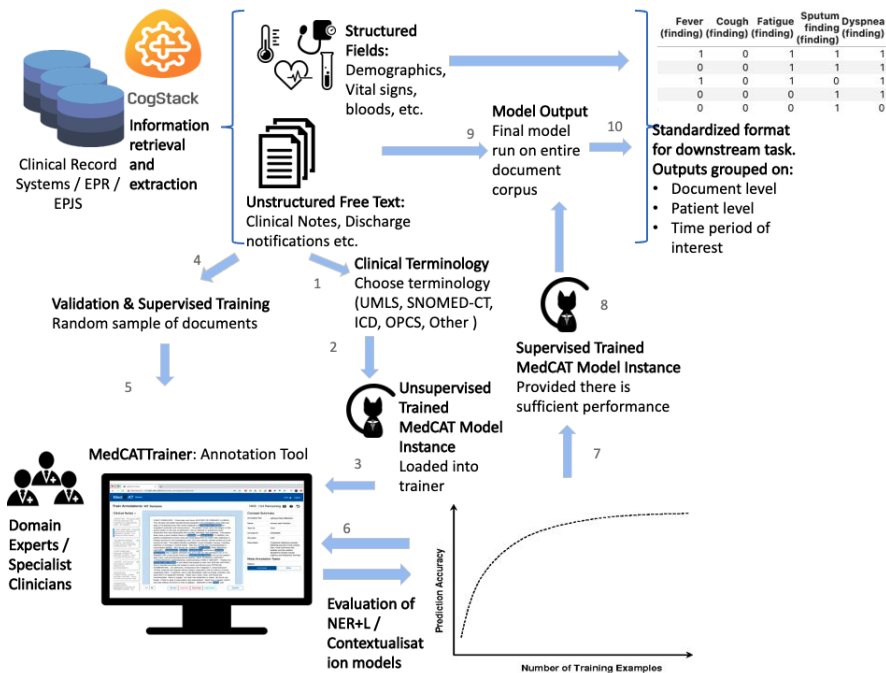 CogStack
Information
retrieval
and
extraction
Clinical Record
Systems / EPR /
EPJS
Structured
Fields:
Demographics,
Vital signs,
bloods, etc.
Unstructured Free Text:
Clinical Notes, Discharge
notifications etc.
9
Model Output
Final model
run on entire
document
corpus
10
Fever Cough Fatigue Sputum Dyspnea
(finding) (finding) (finding) finding (finding)
(finding)
1 0 1 1 1
0 0 1 1 1
1 0 1 0 1
0 0 0 1 1
0 0 0 1 0
Standardized format
for downstream task.
Outputs grouped on:
• Document level
• Patient level
• Time period of
interest
4
1
Validation & Supervised Training
Random sample of documents
Clinical Terminology
Choose terminology
(UMLS, SNOMED-CT,
ICD, OPCS, Other )
2
5
Unsupervised
Trained
MedCAT Model
Instance
Loaded into
trainer
8
Supervised Trained
MedCAT Model Instance
Provided there is
sufficient performance
7
3
MedCATTrainer: Annotation Tool
Domain
Experts /
Specialist
Clinicians
6
Evaluation of
NER+L /
Contextualisat
ion models
Prediction Accuracy
Number of Training Examples